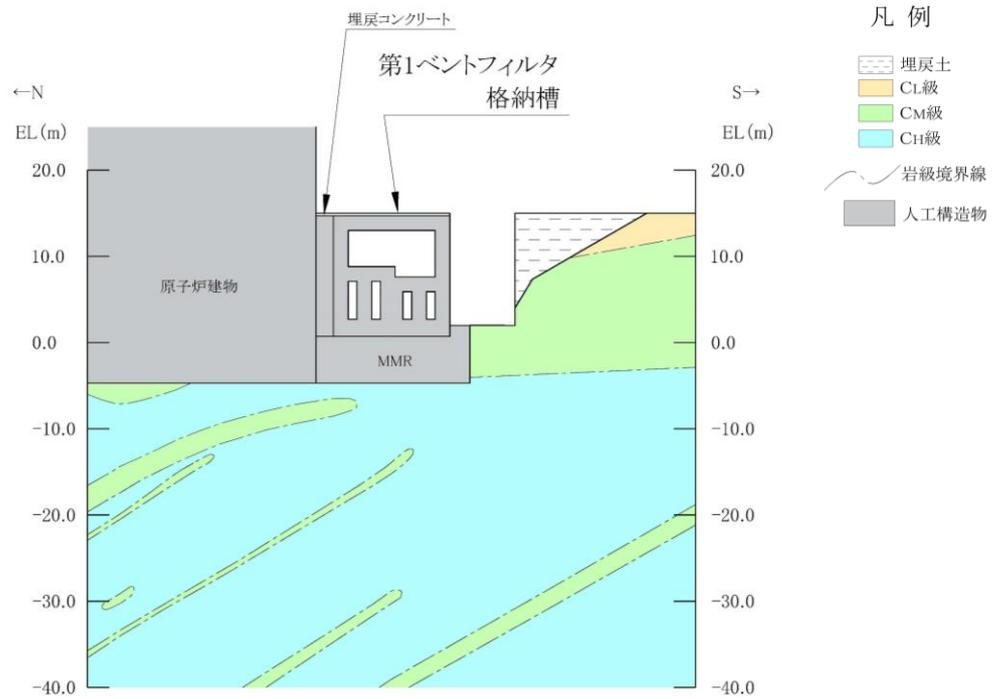 埋戻コンクリート
第1ベントフィルタ
格納槽
凡 例
埋戻土
CL級
CM級
CH級
岩級境界線
人工構造物
←N
S→
EL(m)
EL(m)
20.0
20.0
10.0
10.0
原子炉建物
0.0
0.0
MMR
-10.0
-10.0
-20.0
-20.0
-30.0
-30.0
-40.0
-40.0